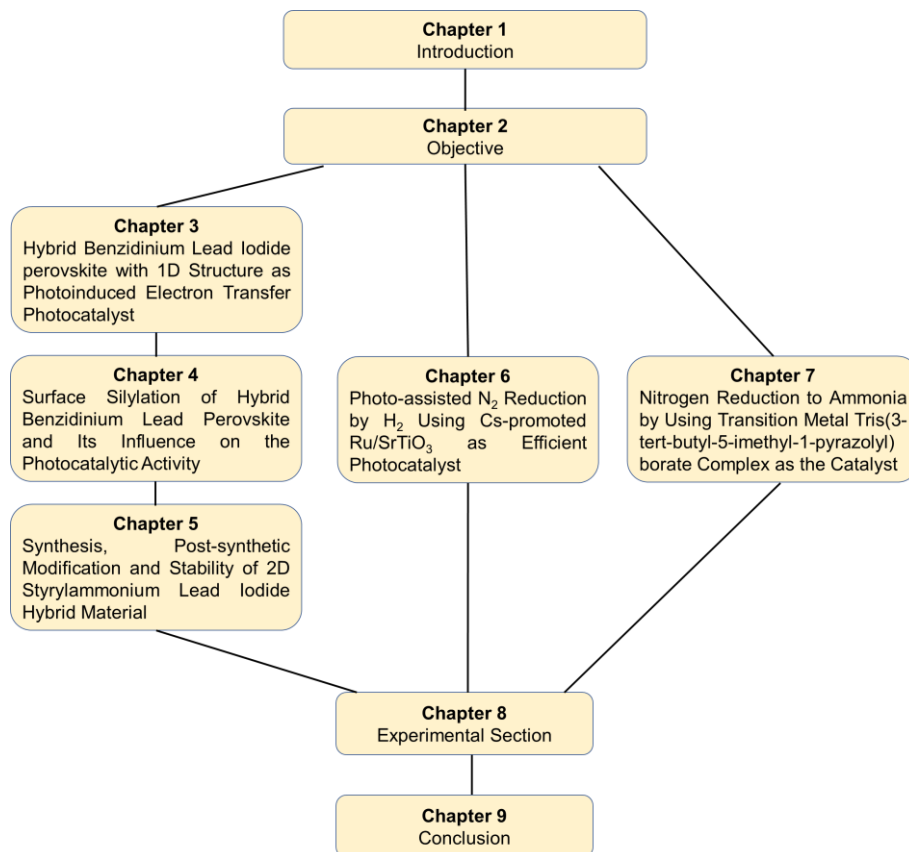 Chapter 1
Introduction
Chapter 2
Objective
Chapter 3
Hybrid Benzidinium Lead Iodide
perovskite with 1D Structure as
Photoinduced Electron Transfer
Photocatalyst
Chapter 4
Surface Silylation of Hybrid
Benzidinium Lead Perovskite
and Its Influence on the
Photocatalytic Activity
Chapter 5
Synthesis, Post-synthetic
Modification and Stability of 2D
Styrylammonium Lead Iodide
Hybrid Material
Chapter 6
Photo-assisted N₂ Reduction
by H₂ Using Cs-promoted
Ru/SrTiO₃ as Efficient
Photocatalyst
Chapter 7
Nitrogen Reduction to Ammonia
by Using Transition Metal Tris(3-
tert-butyl-5-imethyl-1-pyrazolyl)
borate Complex as the Catalyst
Chapter 8
Experimental Section
Chapter 9
Conclusion